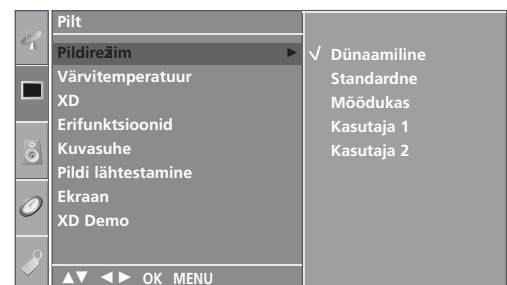 Pilt
Pildirežim ►
Värvitemperatuur
XD
Erifunktsioonid
Kuvasuhe
Pildi lähtestamine
Ekraan
XD Demo
√ Dünaamiline
Standardne
Mõõdukas
Kasutaja 1
Kasutaja 2
▲▼ ◄► OK MENU